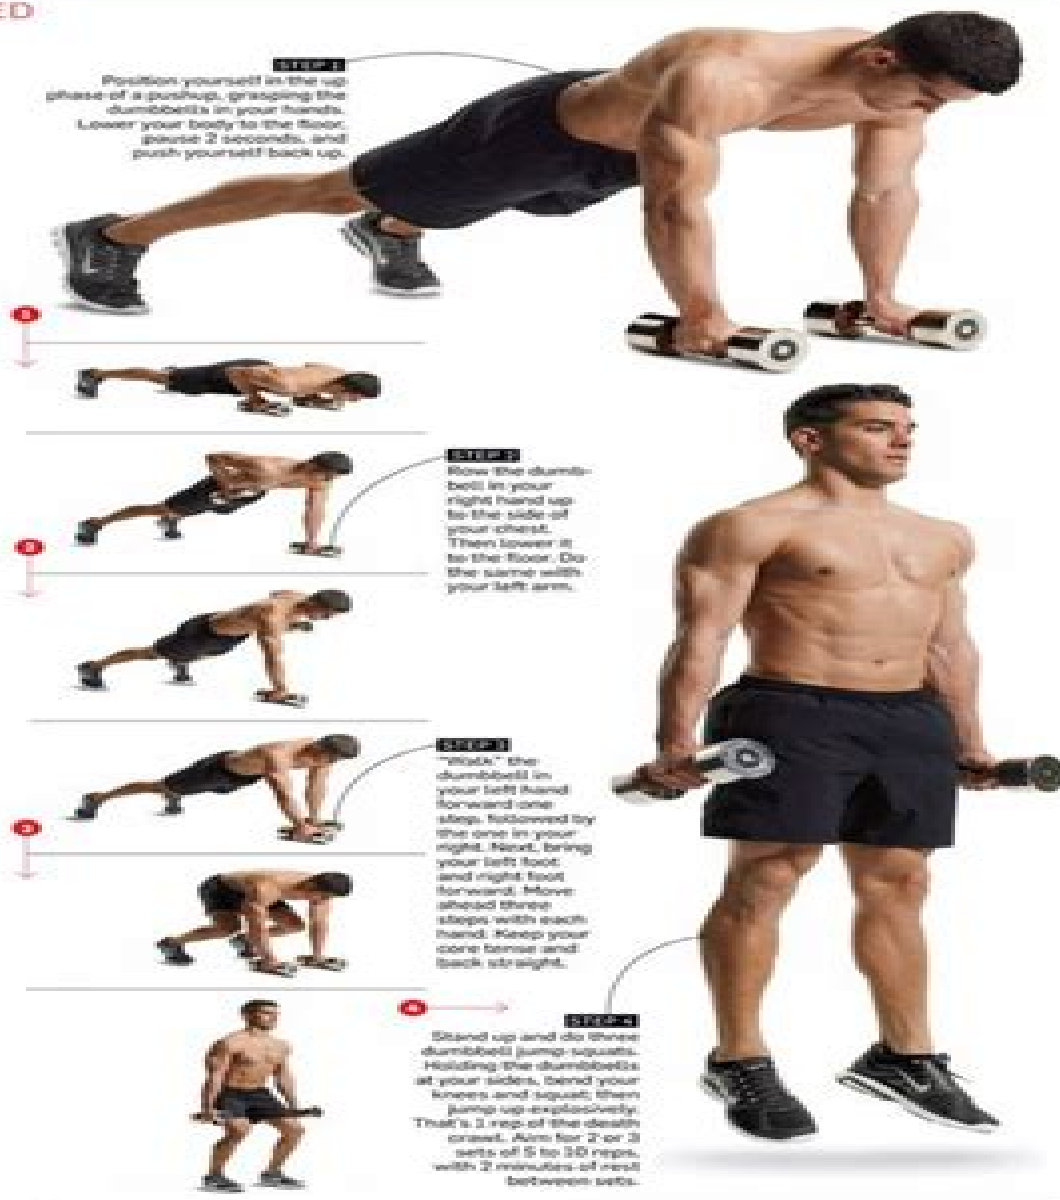 ED
STEP 1
Position yourself in the up
phase of a pushup, grasping the
dumbbells in your hands.
Lower your body to the floor,
pause 2 seconds, and
push yourself back up.
1
STEP 2
Row the dumb-
bell in your
right hand up
to the side of
your chest.
Then lower it
to the floor. Do
the same with
your left arm.
2
STEP 3
"Walk" the
dumbbell in
your left hand
forward one
step, followed by
the one in your
right. Next, bring
your left foot
and right foot
forward. Move
ahead three
steps with each
hand. Keep your
core tense and
back straight.
3
4
STEP 4
Stand up and do three
dumbbell jump squats.
Holding the dumbbells
at your sides, bend your
knees and squat; then
jump up explosively.
That's 1 rep of the death
crawl. Aim for 2 or 3
sets of 5 to 10 reps,
with 2 minutes of rest
between sets.